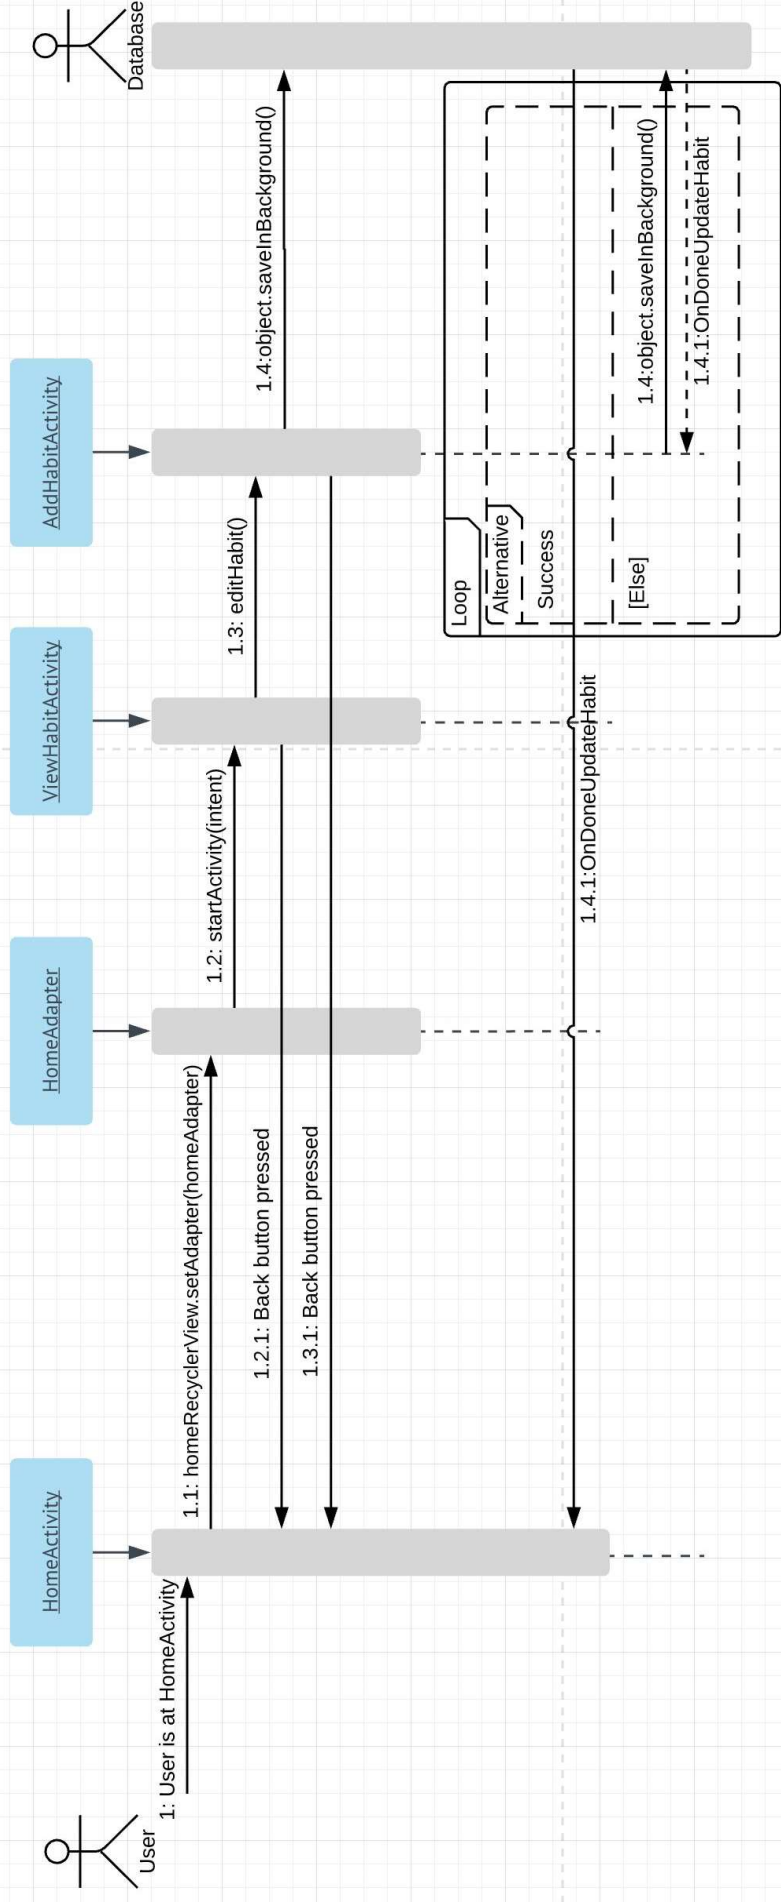 User
HomeActivity
HomeAdapter
ViewHabitActivity
AddHabitActivity
Database
1: User is at HomeActivity
1.1: homeRecyclerView.setAdapter(homeAdapter)
1.2: startActivity(intent)
1.3: editHabit()
1.4:object.saveInBackground()
1.2.1: Back button pressed
1.3.1: Back button pressed
Loop
Alternative
Success
1.4.1:OnDoneUpdateHabit
[Else]
1.4:object.saveInBackground()
1.4.1:OnDoneUpdateHabit